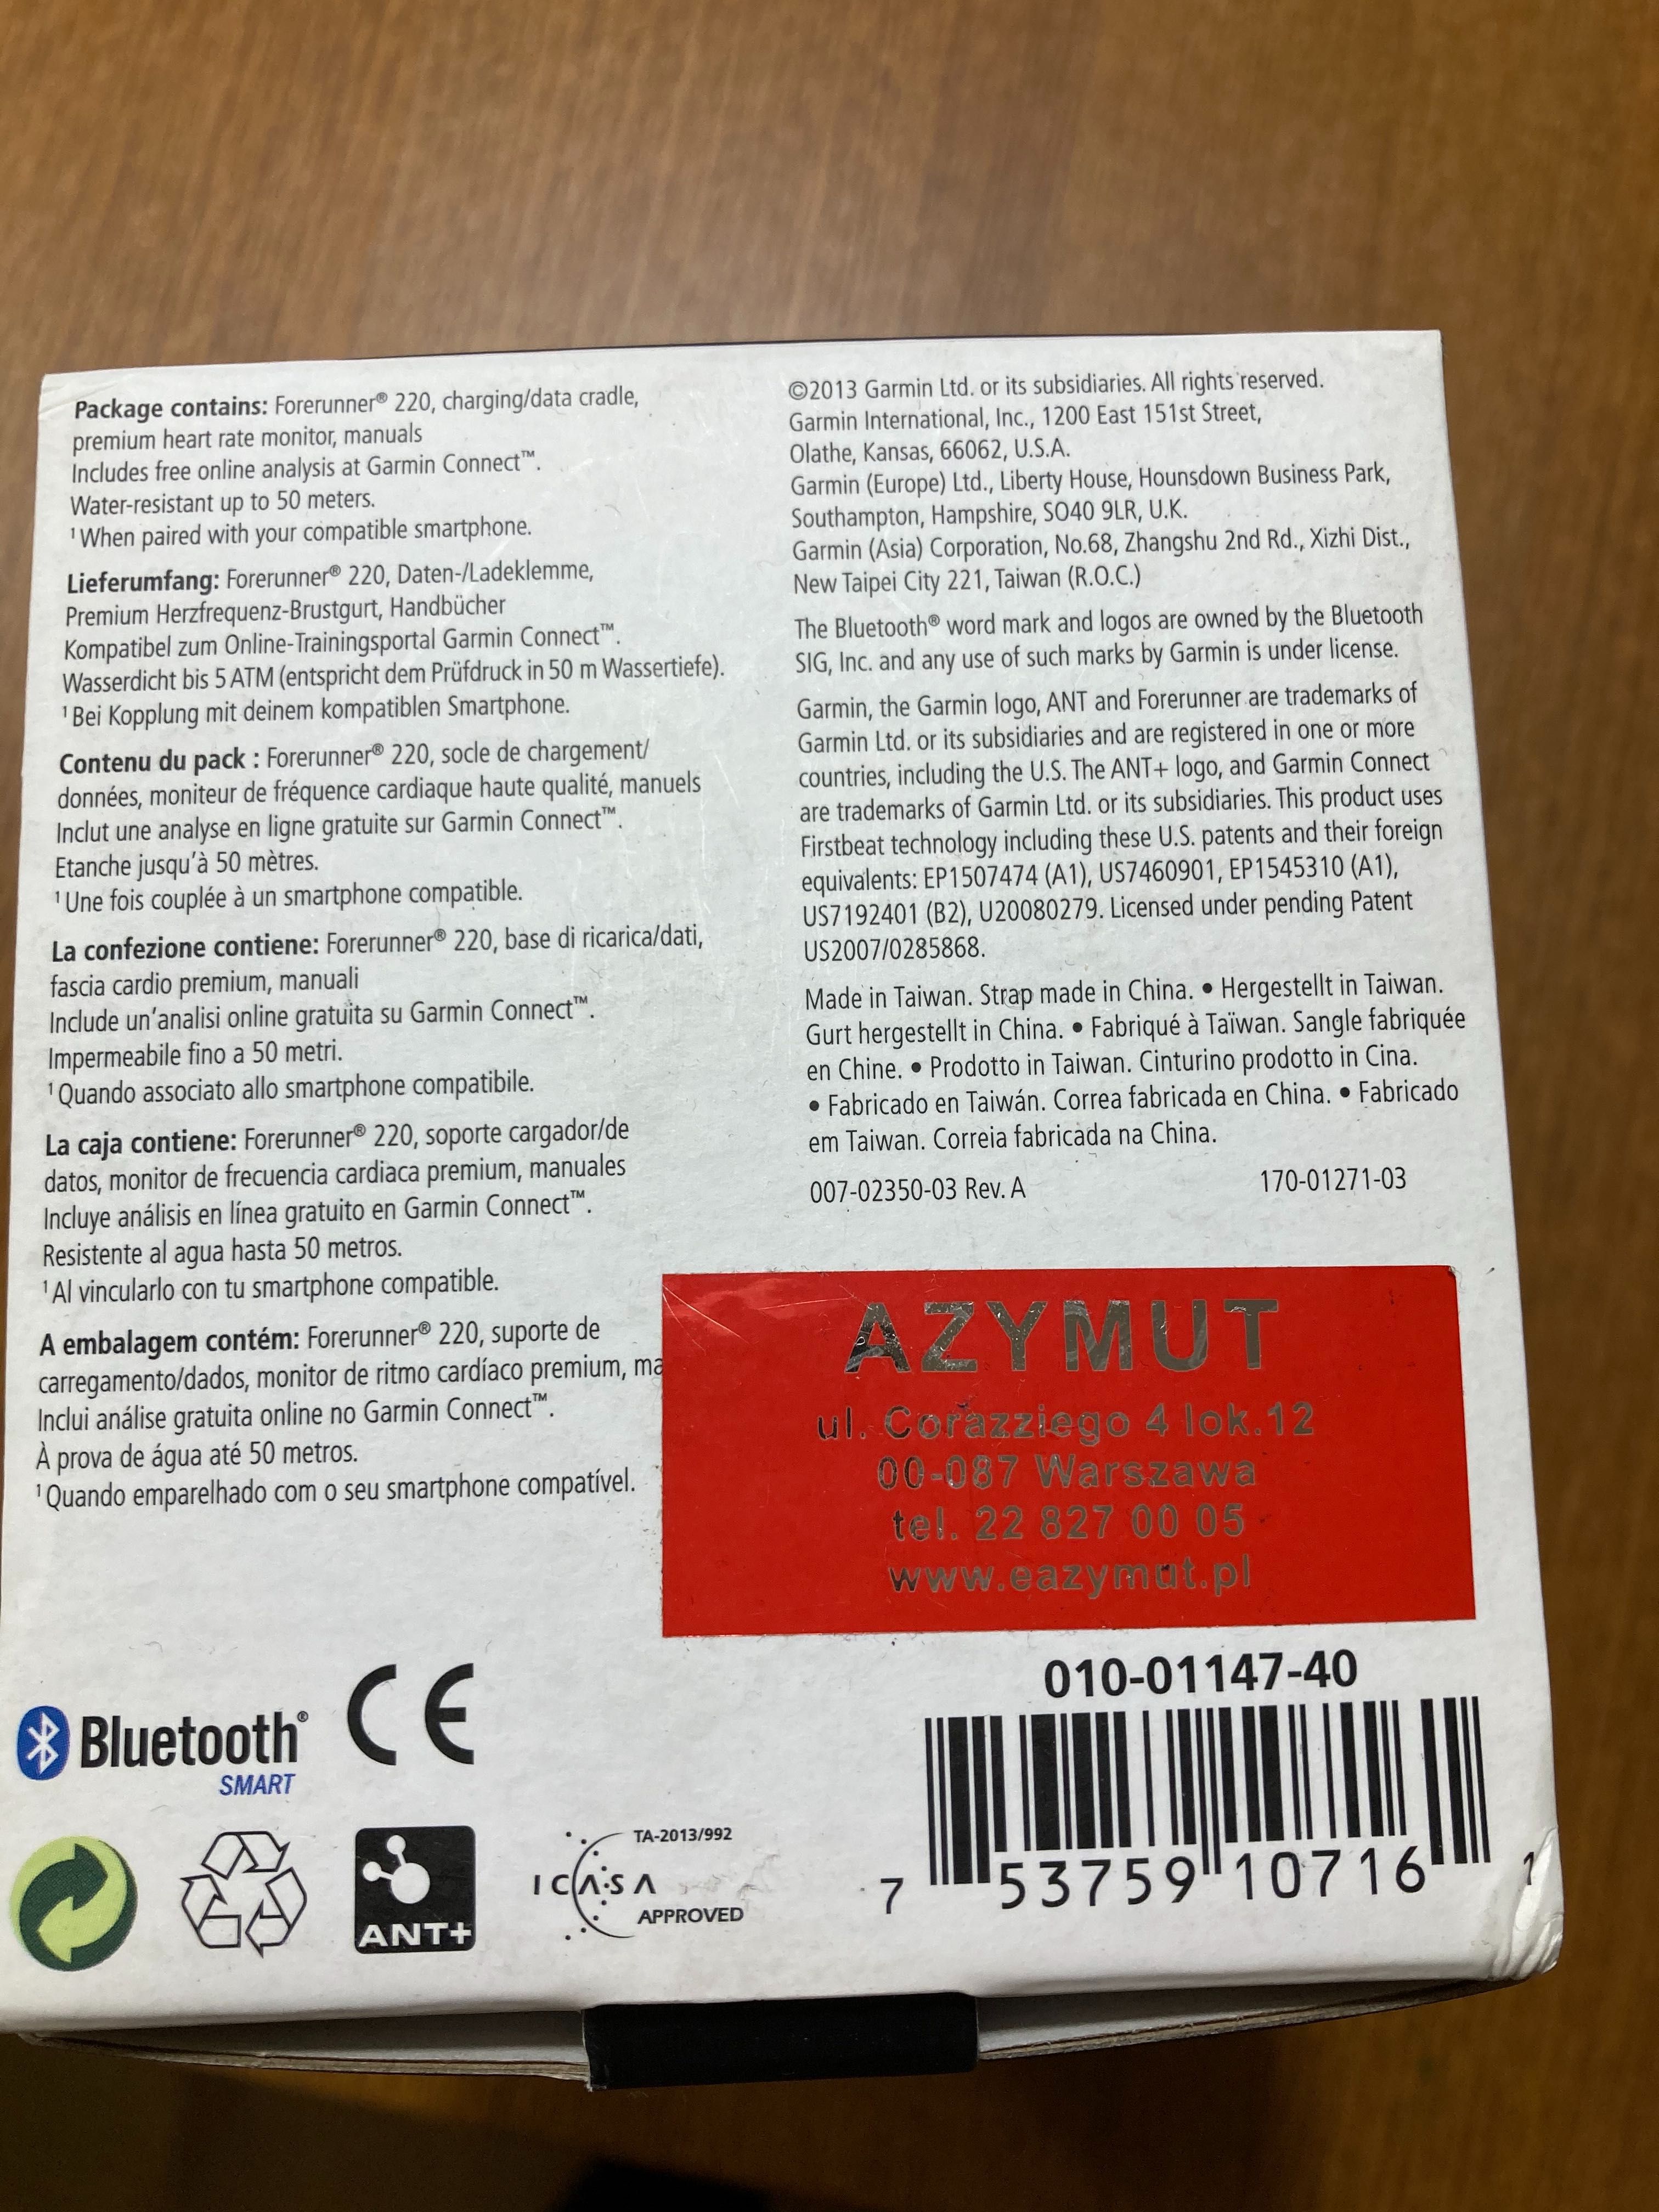 Package contains: Forerunner® 220, charging/data cradle,
premium heart rate monitor, manuals
Includes free online analysis at Garmin Connect™.
Water-resistant up to 50 meters.
¹When paired with your compatible smartphone.
Lieferumfang: Forerunner® 220, Daten-/Ladeklemme,
Premium Herzfrequenz-Brustgurt, Handbücher
Kompatibel zum Online-Trainingsportal Garmin Connect™.
Wasserdicht bis 5 ATM (entspricht dem Prüfdruck in 50 m Wassertiefe).
¹Bei Kopplung mit deinem kompatiblen Smartphone.
Contenu du pack : Forerunner® 220, socle de chargement/
données, moniteur de fréquence cardiaque haute qualité, manuels
Inclut une analyse en ligne gratuite sur Garmin Connect™.
Etanche jusqu'à 50 mètres.
¹Une fois couplée à un smartphone compatible.
La confezione contiene: Forerunner® 220, base di ricarica/dati,
fascia cardio premium, manuali
Include un'analisi online gratuita su Garmin Connect™.
Impermeabile fino a 50 metri.
¹Quando associato allo smartphone compatibile.
La caja contiene: Forerunner® 220, soporte cargador/de
datos, monitor de frecuencia cardiaca premium, manuales
Incluye análisis en línea gratuito en Garmin Connect™.
Resistente al agua hasta 50 metros.
¹Al vincularlo con tu smartphone compatible.
A embalagem contém: Forerunner® 220, suporte de
carregamento/dados, monitor de ritmo cardíaco premium, ma
Inclui análise gratuita online no Garmin Connect™.
À prova de água até 50 metros.
¹Quando emparelhado com o seu smartphone compatível.
©2013 Garmin Ltd. or its subsidiaries. All rights reserved.
Garmin International, Inc., 1200 East 151st Street,
Olathe, Kansas, 66062, U.S.A.
Garmin (Europe) Ltd., Liberty House, Hounsdown Business Park,
Southampton, Hampshire, SO40 9LR, U.K.
Garmin (Asia) Corporation, No.68, Zhangshu 2nd Rd., Xizhi Dist.,
New Taipei City 221, Taiwan (R.O.C.)
The Bluetooth® word mark and logos are owned by the Bluetooth
SIG, Inc. and any use of such marks by Garmin is under license.
Garmin, the Garmin logo, ANT and Forerunner are trademarks of
Garmin Ltd. or its subsidiaries and are registered in one or more
countries, including the U.S. The ANT+ logo, and Garmin Connect
are trademarks of Garmin Ltd. or its subsidiaries. This product uses
Firstbeat technology including these U.S. patents and their foreign
equivalents: EP1507474 (A1), US7460901, EP1545310 (A1),
US7192401 (B2), U20080279. Licensed under pending Patent
US2007/0285868.
Made in Taiwan. Strap made in China. • Hergestellt in Taiwan.
Gurt hergestellt in China. • Fabriqué à Taïwan. Sangle fabriquée
en Chine. • Prodotto in Taiwan. Cinturino prodotto in Cina.
• Fabricado en Taiwán. Correa fabricada en China. • Fabricado
em Taiwan. Correia fabricada na China.
007-02350-03 Rev. A 170-01271-03
AZYMUT
ul. Corazziego 4 lok.12
00-087 Warszawa
tel. 22 827 00 05
www.eazymut.pl
010-01147-40
7 53759 10716 1
Bluetooth®
SMART
CE
ANT+
TA-2013/992
ICASA
APPROVED